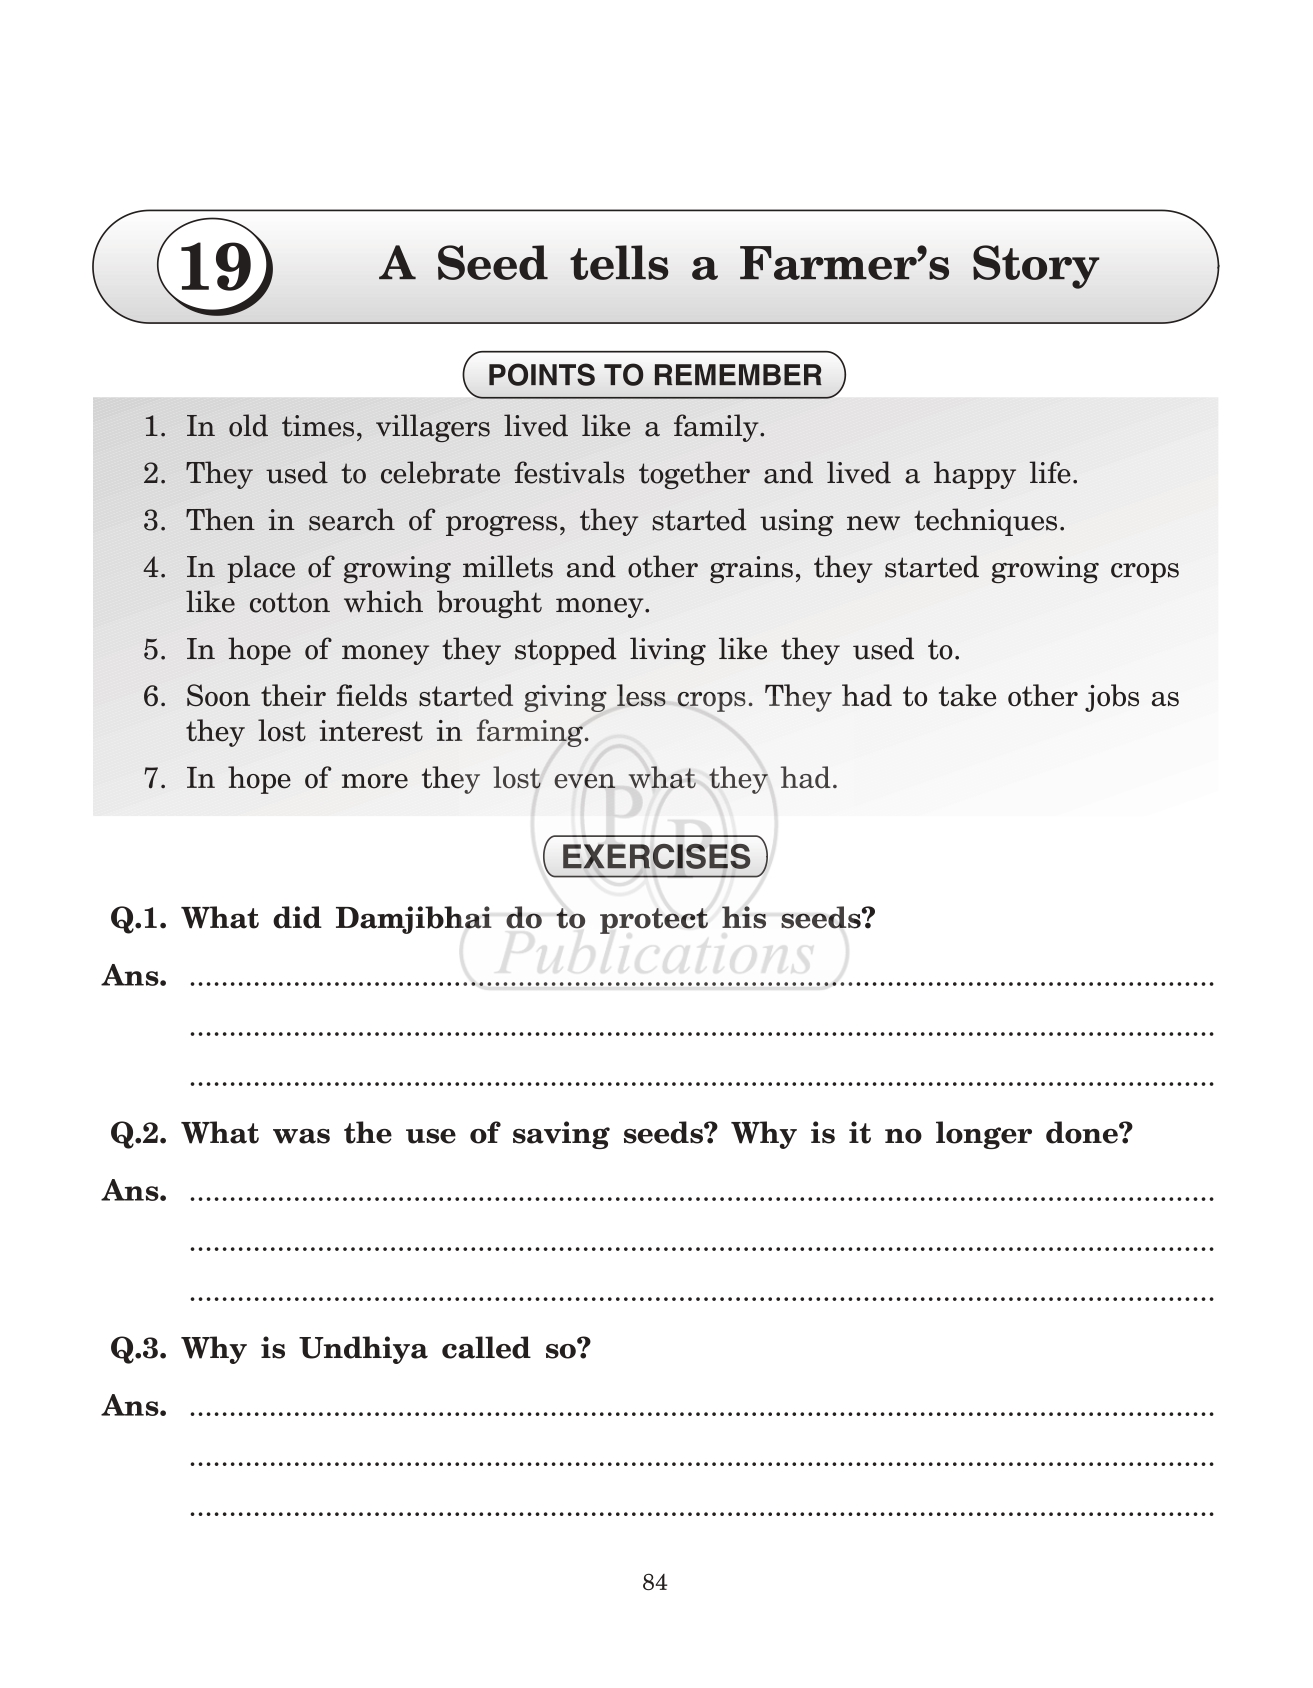 19 A Seed tells a Farmer's Story
POINTS TO REMEMBER
1. In old times, villagers lived like a family.
2. They used to celebrate festivals together and lived a happy life.
3. Then in search of progress, they started using new techniques.
4. In place of growing millets and other grains, they started growing crops
like cotton which brought money.
5. In hope of money they stopped living like they used to.
6. Soon their fields started giving less crops. They had to take other jobs as
they lost interest in farming.
7. In hope of more they lost even what they had.
PP
EXERCISES
Q.1. What did Damjibhai do to protect his seeds?
Publications
Ans. ................................................................
................................................................
................................................................
Q.2. What was the use of saving seeds? Why is it no longer done?
Ans. ................................................................
................................................................
................................................................
Q.3. Why is Undhiya called so?
Ans. ................................................................
................................................................
................................................................
84